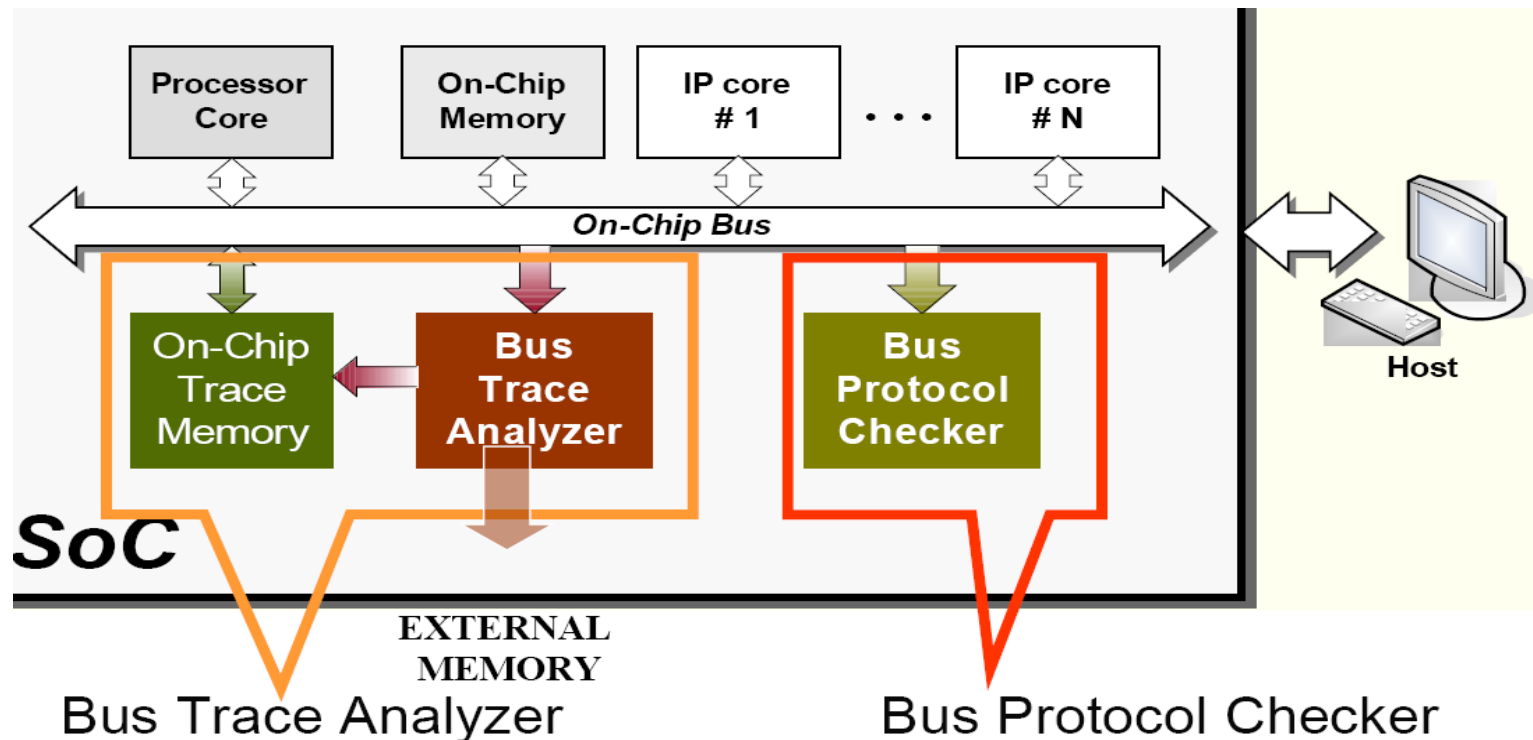 Processor
Core
On-Chip
Memory
IP core
# 1
. . .
IP core
# N
On-Chip Bus
On-Chip
Trace
Memory
Bus
Trace
Analyzer
Bus
Protocol
Checker
Host
SoC
EXTERNAL
MEMORY
Bus Trace Analyzer
Bus Protocol Checker